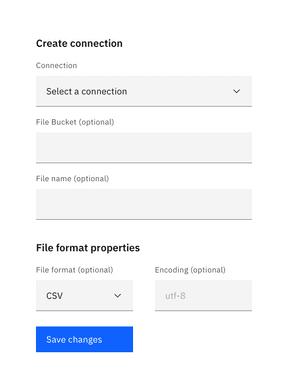 Create connection
Connection
Select a connection
File Bucket (optional)
File name (optional)
File format properties
File format (optional) Encoding (optional)
CSV utf-8
Save changes